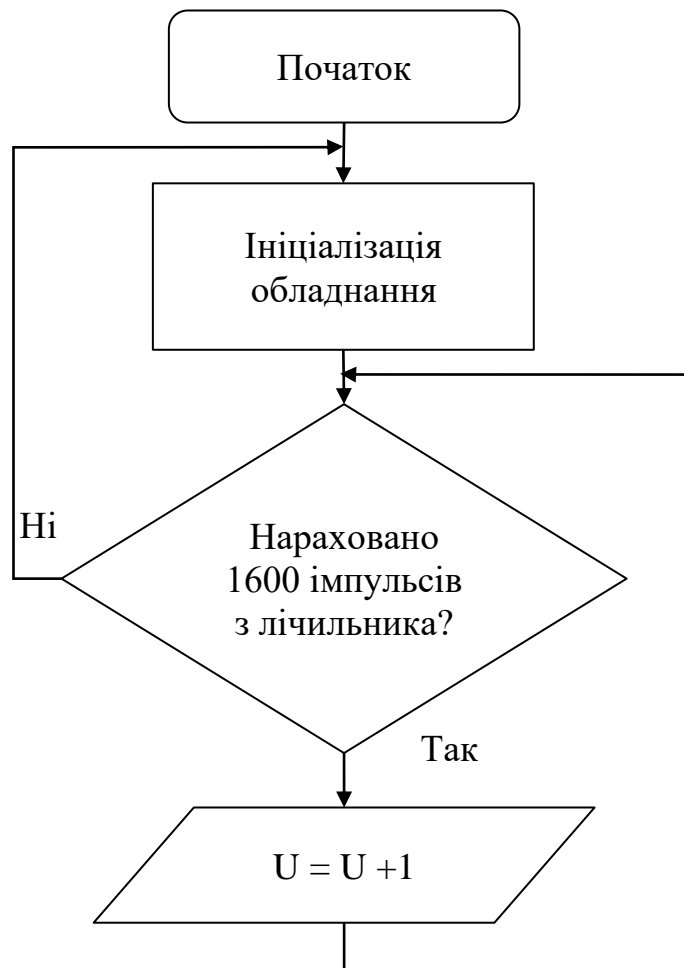 Початок
Ініціалізація
обладнання
Ні
Нараховано
1600 імпульсів
з лічильника?
Так
U = U +1